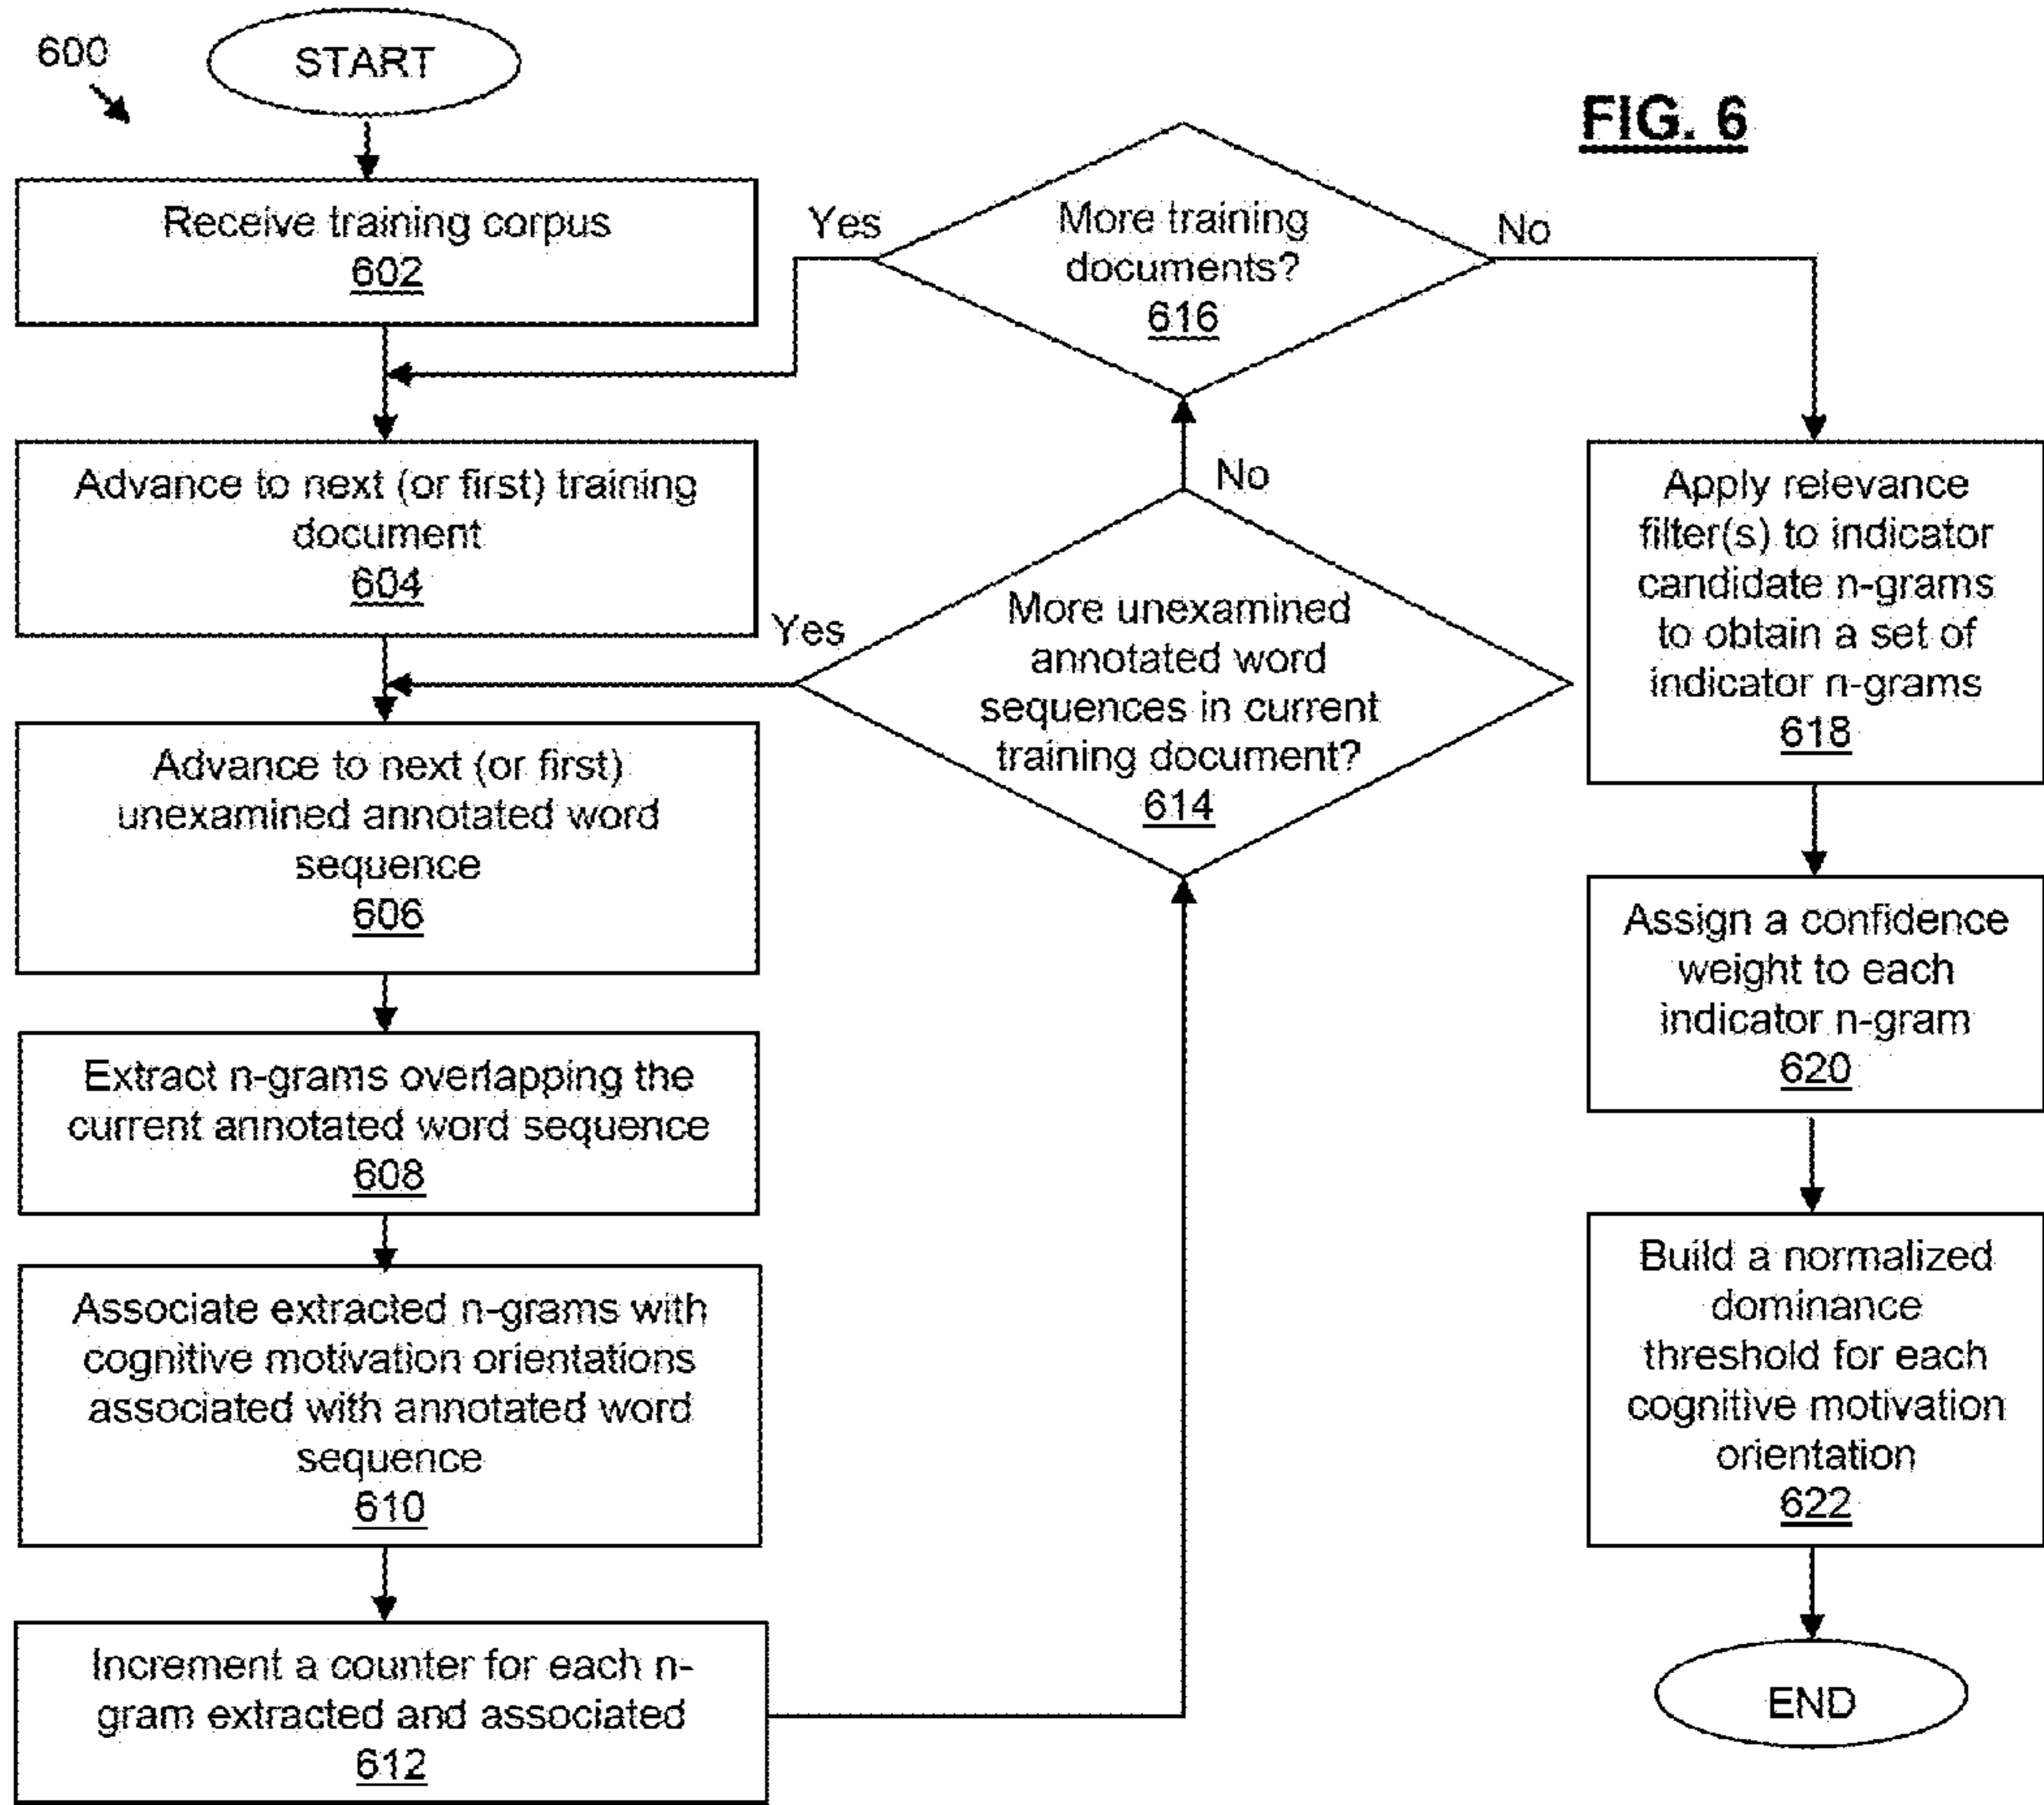 600
START
FIG. 6
Receive training corpus
602
Yes
More training
documents?
616
No
Advance to next (or first) training
document
604
No
Yes
More unexamined
annotated word
sequences in current
training document?
614
Apply relevance
filter(s) to indicator
candidate n-grams
to obtain a set of
indicator n-grams
618
Advance to next (or first)
unexamined annotated word
sequence
606
Assign a confidence
weight to each
indicator n-gram
620
Extract n-grams overlapping the
current annotated word sequence
608
Associate extracted n-grams with
cognitive motivation orientations
associated with annotated word
sequence
610
Build a normalized
dominance
threshold for each
cognitive motivation
orientation
622
Increment a counter for each n-
gram extracted and associated
612
END